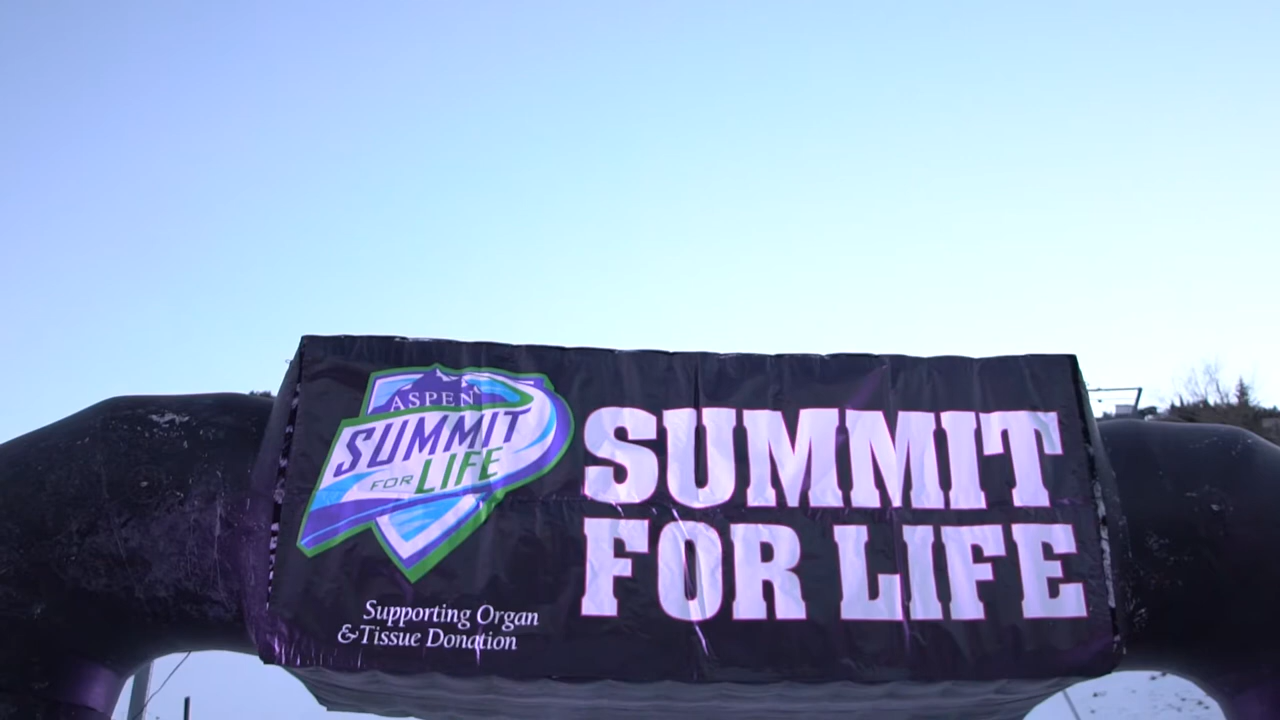 ASPEN
SUMMIT
FOR LIFE
Supporting Organ
& Tissue Donation
SUMMIT
FOR LIFE